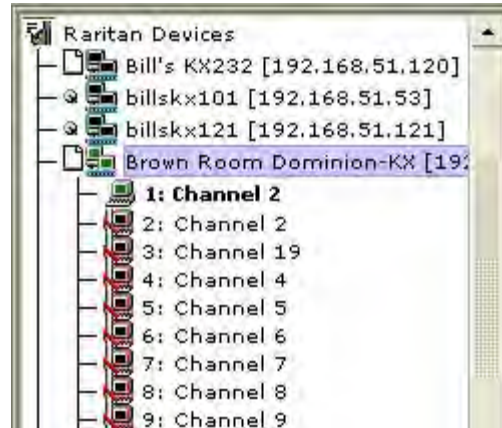 Raritan Devices
Bill's KX232 [192.168.51.120]
billskx101 [192.168.51.53]
billskx121 [192.168.51.121]
Brown Room Dominion-KX [192
1: Channel 2
2: Channel 2
3: Channel 19
4: Channel 4
5: Channel 5
6: Channel 6
7: Channel 7
8: Channel 8
9: Channel 9